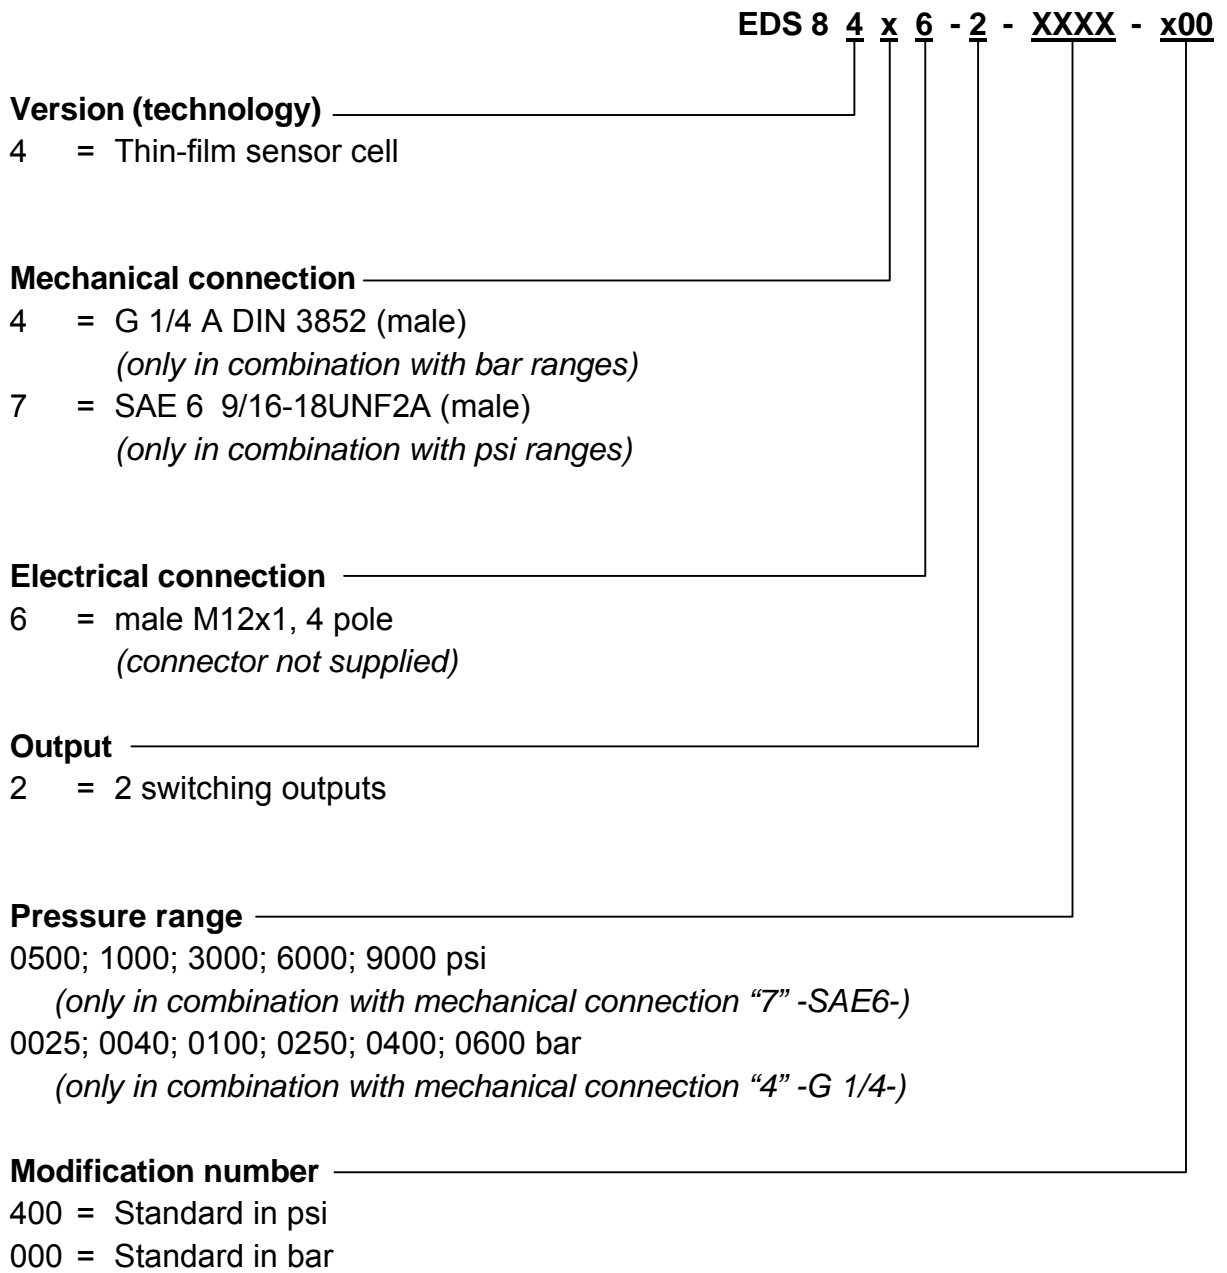 EDS 8 4 x 6 - 2 - XXXX - x00
Version (technology)
4 = Thin-film sensor cell
Mechanical connection
4 = G 1/4 A DIN 3852 (male)
(only in combination with bar ranges)
7 = SAE 6 9/16-18UNF2A (male)
(only in combination with psi ranges)
Electrical connection
6 = male M12x1, 4 pole
(connector not supplied)
Output
2 = 2 switching outputs
Pressure range
0500; 1000; 3000; 6000; 9000 psi
(only in combination with mechanical connection “7” -SAE6-)
0025; 0040; 0100; 0250; 0400; 0600 bar
(only in combination with mechanical connection “4” -G 1/4-)
Modification number
400 = Standard in psi
000 = Standard in bar